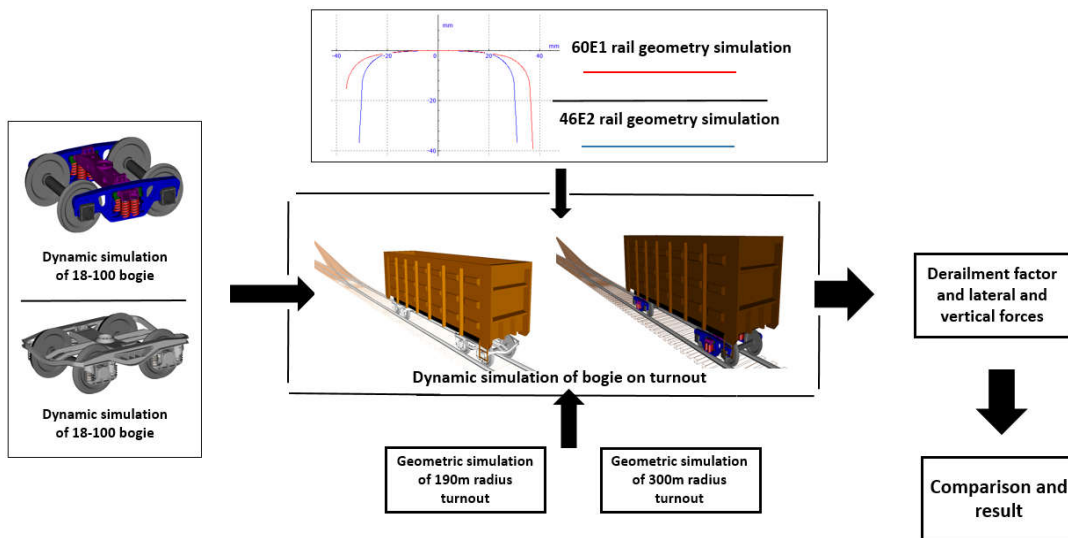 mm
mm
-40
-20
0
20
40
-20
-40
60E1 rail geometry simulation
46E2 rail geometry simulation
Dynamic simulation
of 18-100 bogie
Dynamic simulation
of 18-100 bogie
Dynamic simulation of bogie on turnout
Geometric simulation
of 190m radius
turnout
Geometric simulation
of 300m radius
turnout
Derailment factor
and lateral and
vertical forces
Comparison and
result